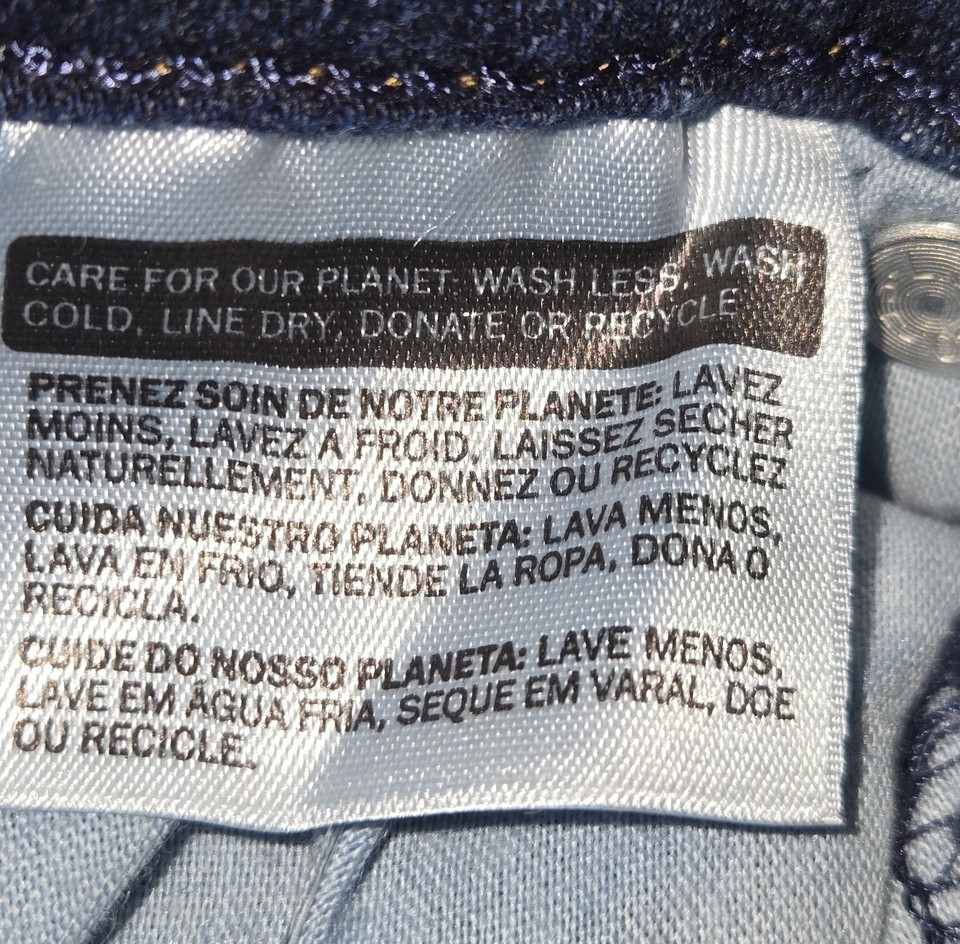 CARE FOR OUR PLANET: WASH LESS, WASH
COLD, LINE DRY, DONATE OR RECYCLE
PRENEZ SOIN DE NOTRE PLANETE: LAVEZ
MOINS, LAVEZ A FROID, LAISSEZ SECHER
NATURELLEMENT, DONNEZ OU RECYCLEZ
CUIDA NUESTRO PLANETA: LAVA MENOS,
LAVA EN FRIO, TIENDE LA ROPA, DONA O
RECICLA.
CUIDE DO NOSSO PLANETA: LAVE MENOS,
LAVE EM ÁGUA FRIA, SEQUE EM VARAL, DOE
OU RECICLE.